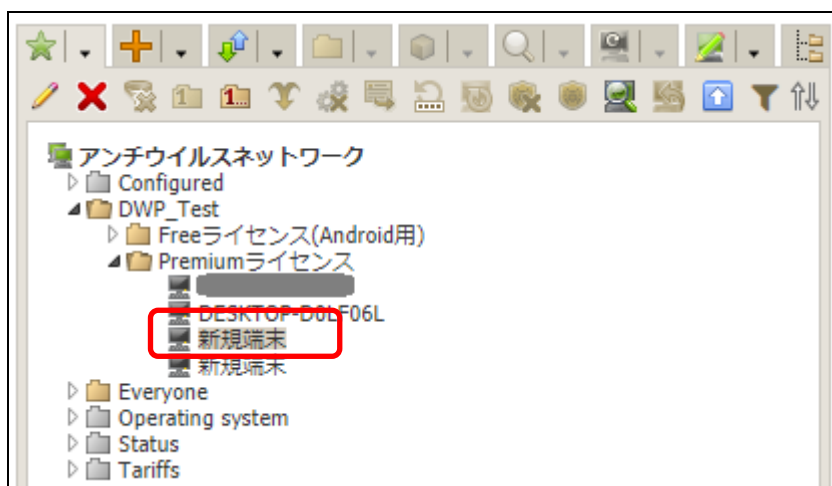 アンチウイルスネットワーク
Configured
DWP_Test
Freeライセンス(Android用)
Premiumライセンス
DESKTOP-D0LF06L
新規端末
新規端末
Everyone
Operating system
Status
Tariffs